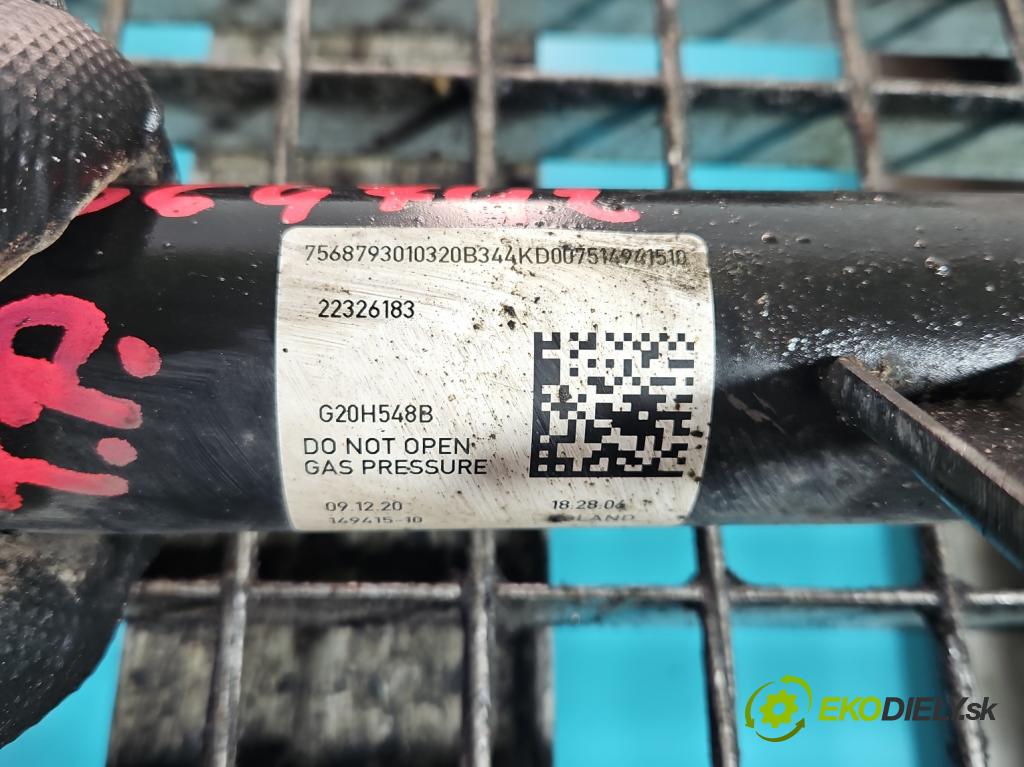 7568793010320B344KD007514941510
22326183
G20H548B
DO NOT OPEN
GAS PRESSURE
09.12.20
18.28.04
149415-10
EKODIELY.sk